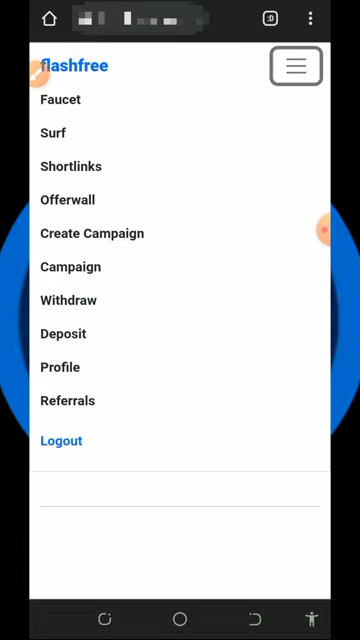 :D
flashfree
Faucet
Surf
Shortlinks
Offerwall
Create Campaign
Campaign
Withdraw
Deposit
Profile
Referrals
Logout